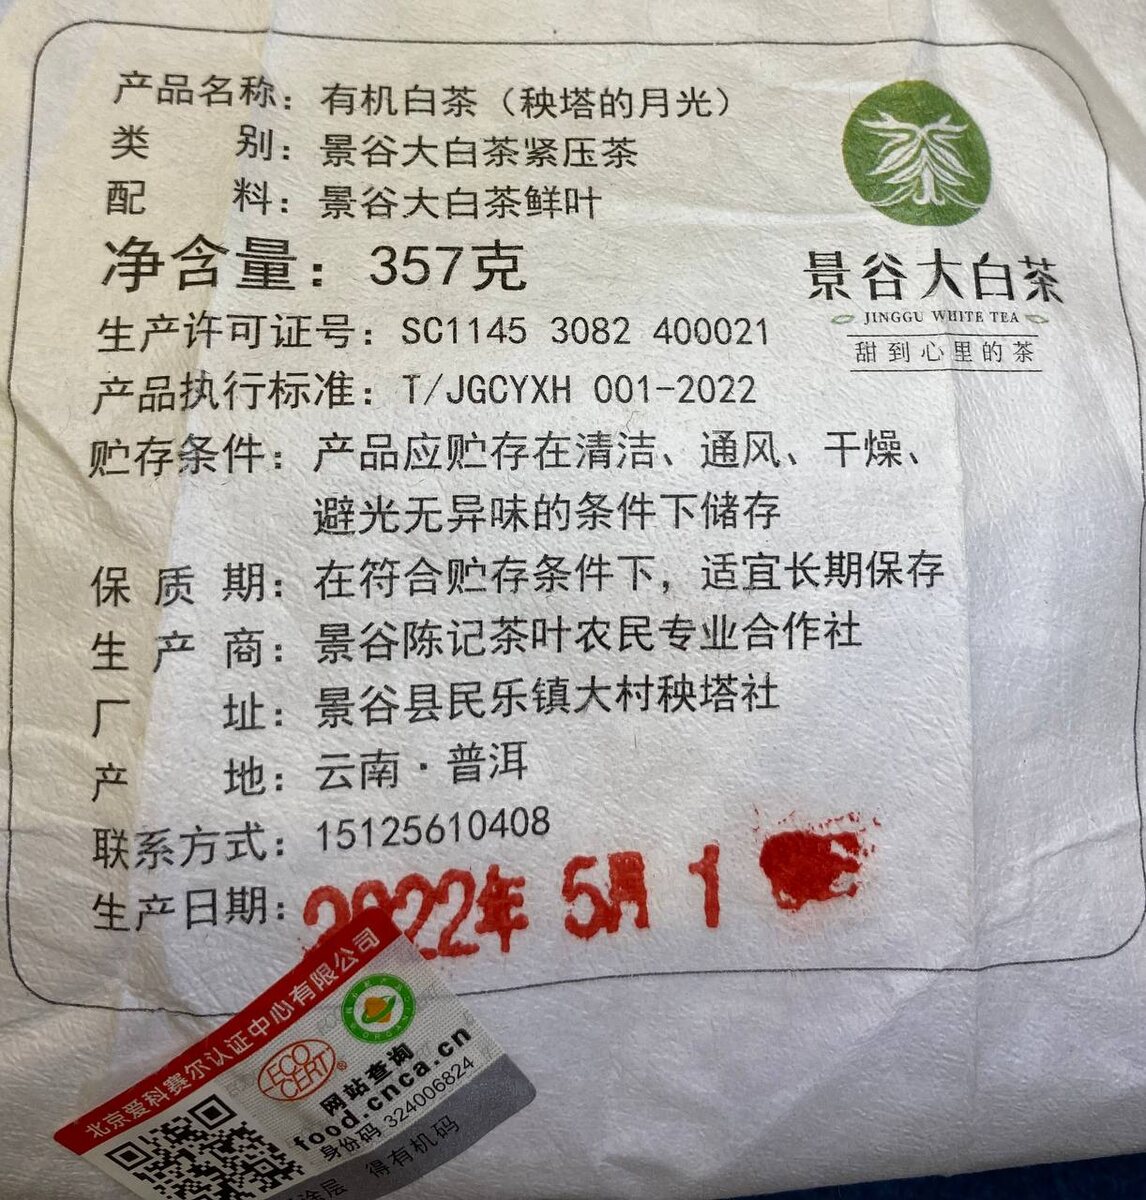 产品名称：有机白茶（秧塔的月光）
类别：景谷大白茶紧压茶
配料：景谷大白茶鲜叶
净含量：357克
生产许可证号：SC1145 3082 400021
产品执行标准：T/JGCYXH 001-2022
贮存条件：产品应贮存在清洁、通风、干燥、
避光无异味的条件下储存
保质期：在符合贮存条件下，适宜长期保存
生产商：景谷陈记茶叶农民专业合作社
厂址：景谷县民乐镇大村秧塔社
产地：云南·普洱
联系方式：15125610408
生产日期：2022年 5月 1
景谷大白茶
JINGGU WHITE TEA
甜到心里的茶
北京爱科赛尔认证中心有限公司
ECO
CERT
®
网站查询
food.cnca.cn
身份码 324006824
涂层 得有机码